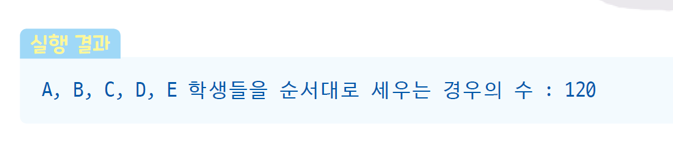 실행 결과
A, B, C, D, E 학생들을 순서대로 세우는 경우의 수 : 120